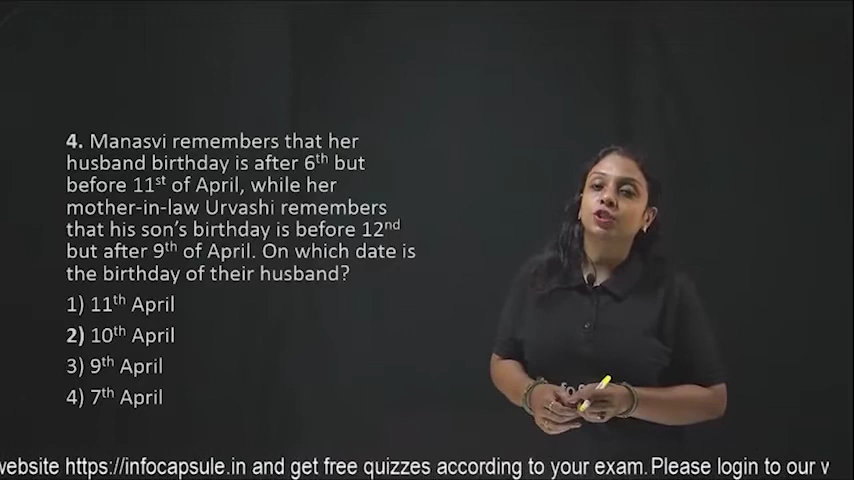 4. Manasvi remembers that her
husband birthday is after 6th but
before 11st of April, while her
mother-in-law Urvashi remembers
that his son's birthday is before 12nd
but after 9th of April. On which date is
the birthday of their husband?
1) 11th April
2) 10th April
3) 9th April
4) 7th April
website https://infocapsule.in and get free quizzes according to your exam. Please login to our